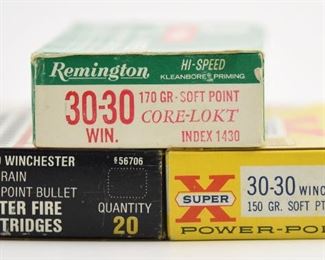 Remington
HI-SPEED
KLEANBORE PRIMING
30-30
WIN.
170 GR-SOFT POINT
CORE-LOKT
INDEX 1430
WINCHESTER
RAIN
POINT BULLET
TER FIRE
TRIDGES
56706
QUANTITY
20
X
SUPER
30-30 WINC
150 GR. SOFT PT
POWER-POI